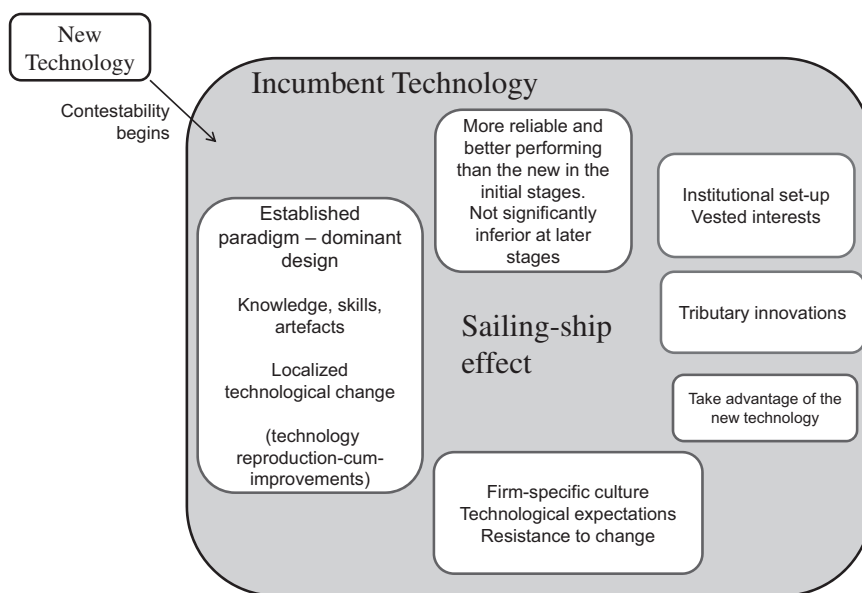 New
Technology
Contestability
begins
Incumbent Technology
Established
paradigm – dominant
design
Knowledge, skills,
artefacts
Localized
technological change
(technology
reproduction-cum-
improvements)
More reliable and
better performing
than the new in the
initial stages.
Not significantly
inferior at later
stages
Sailing-ship
effect
Institutional set-up
Vested interests
Tributary innovations
Take advantage of the
new technology
Firm-specific culture
Technological expectations
Resistance to change